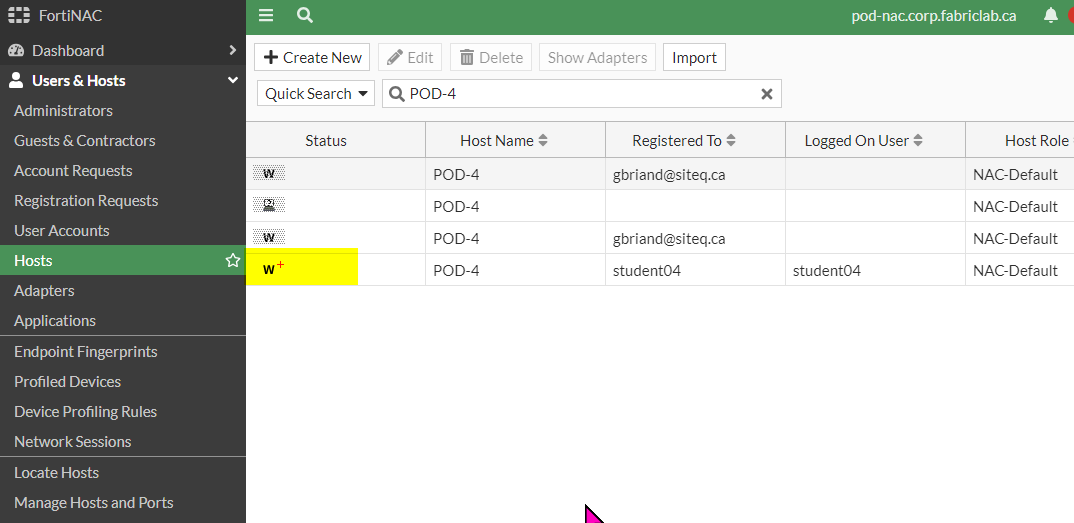 FortiNAC
pod-nac.corp.fabriclab.ca
Dashboard
Users & Hosts
Administrators
Guests & Contractors
Account Requests
Registration Requests
User Accounts
Hosts
Adapters
Applications
Endpoint Fingerprints
Profiled Devices
Device Profiling Rules
Network Sessions
Locate Hosts
Manage Hosts and Ports
Create New Edit Delete Show Adapters Import
Quick Search POD-4
Status Host Name Registered To Logged On User Host Role
W POD-4 gbriand@siteq.ca NAC-Default
? POD-4 NAC-Default
W POD-4 gbriand@siteq.ca NAC-Default
W+ POD-4 student04 student04 NAC-Default